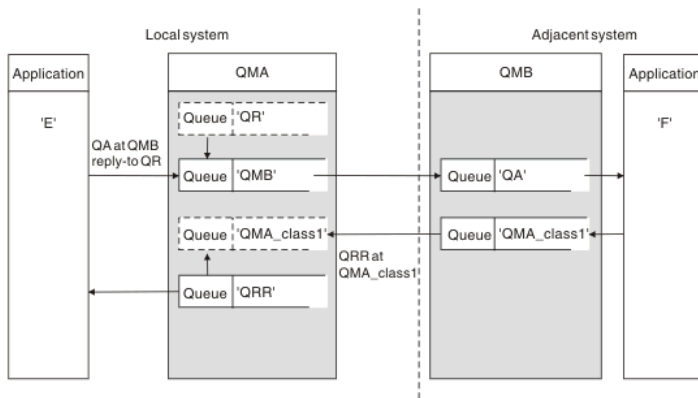 Local system
Adjacent system
Application
QMA
QMB
Application
'E'
'F'
Queue 'QR'
QA at QMB
reply-to QR
Queue 'QMB'
Queue 'QA'
Queue 'QMA_class1'
Queue 'QMA_class1'
QRR at
QMA_class1
Queue 'QRR'